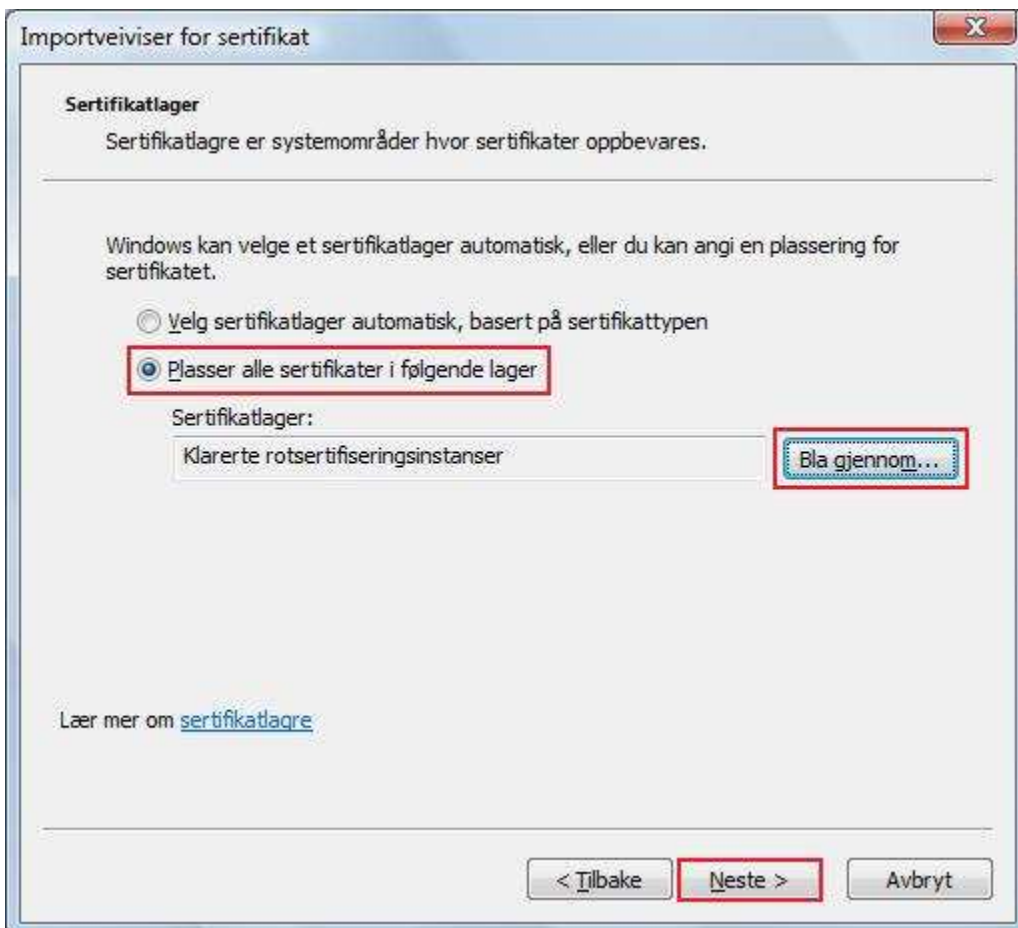 Importveiviser for sertifikat
X
Sertifikatlager
Sertifikatlagre er systemområder hvor sertifikater oppbevares.
Windows kan velge et sertifikatlager automatisk, eller du kan angi en plassering for
sertifikatet.
Velg sertifikatlager automatisk, basert på sertifikattypen
Plasser alle sertifikater i følgende lager
Sertifikatlager:
Klarerte rotsertifiseringsinstanser
Bla gjennom...
Lær mer om sertifikatlagre
< Tilbake
Neste >
Avbryt